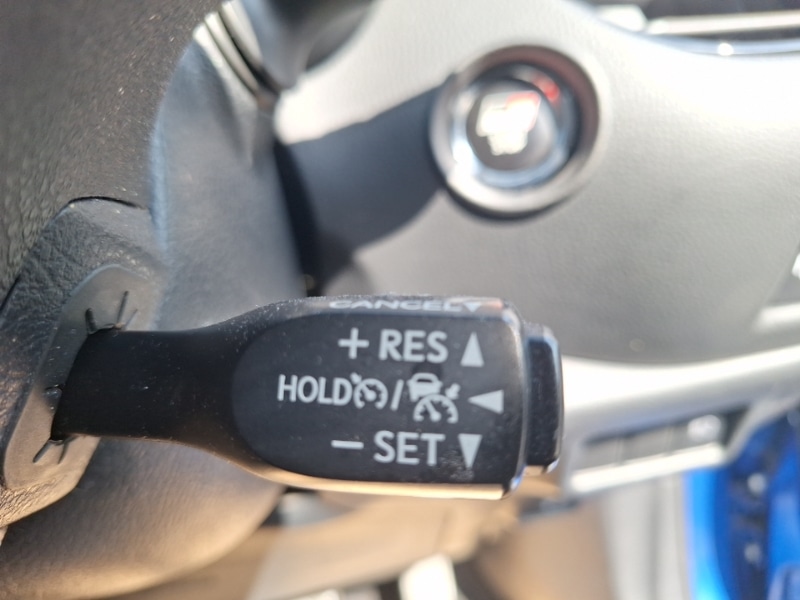 CANCEL
+ RES
HOLD /
− SET